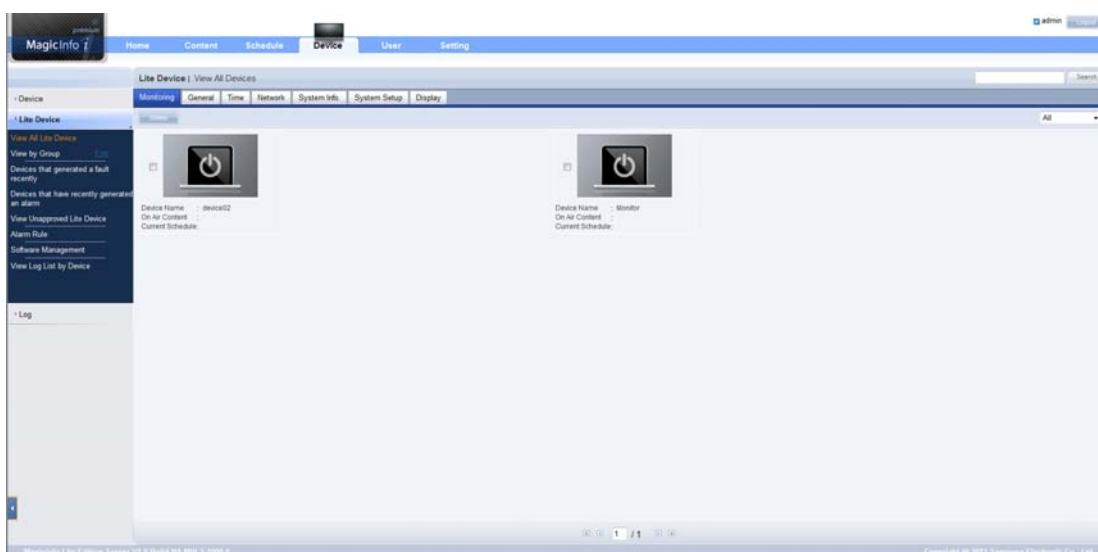 premium
admin
MagicInfo i
Home Content Schedule Device User Setting
Lite Device | View All Devices
Search
Device
Monitoring General Time Network System Info. System Setup Display
Lite Device
All
View All Lite Device
View by Group Edit
Devices that generated a fault
recently
Devices that have recently generated
an alarm
View Unapproved Lite Device
Alarm Rule
Software Management
View Log List by Device
Device Name : device02
On Air Content :
Current Schedule:
Device Name : Monitor
On Air Content :
Current Schedule:
Log
1 / 1